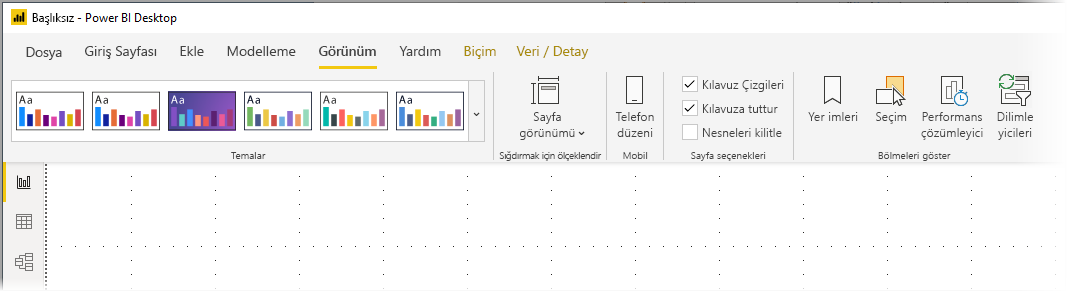 Başlıksız - Power BI Desktop
Dosya Giriş Sayfası Ekle Modelleme Görünüm Yardım Biçim Veri / Detay
Aa Aa Aa Aa Aa Aa
Sayfa
görünümü
Telefon
düzeni
Kılavuz Çizgileri
Kılavuza tuttur
Nesneleri kilitle
Yer imleri
Seçim
Performans
çözümleyici
Dilimle
yicileri
Temalar
Sığdırmak için ölçeklendir
Mobil
Sayfa seçenekleri
Bölmeleri göster